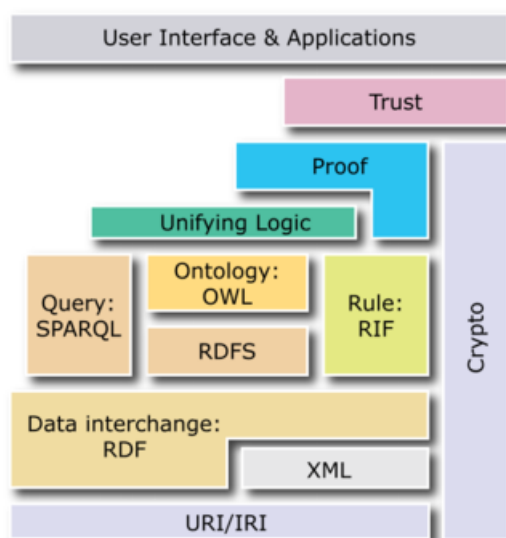 User Interface & Applications
Trust
Proof
Unifying Logic
Query:
SPARQL
Ontology:
OWL
RDFS
Rule:
RIF
Crypto
Data interchange:
RDF
XML
URI/IRI